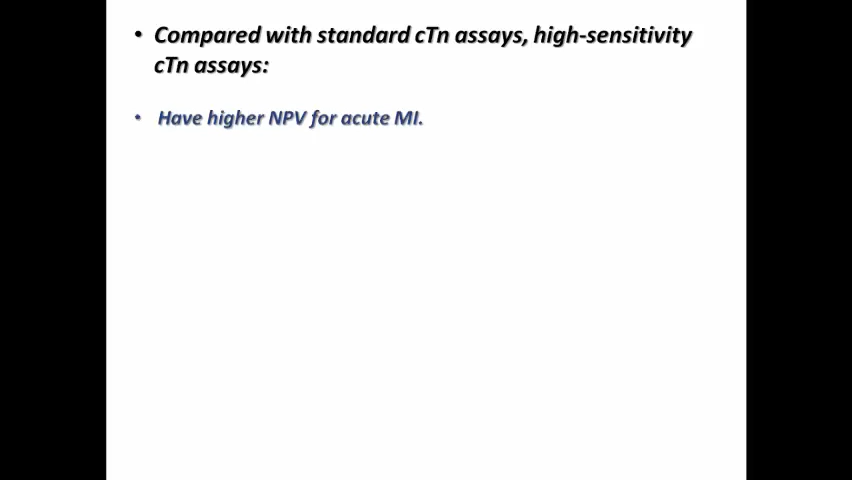 • Compared with standard cTn assays, high-sensitivity
cTn assays:
• Have higher NPV for acute MI.